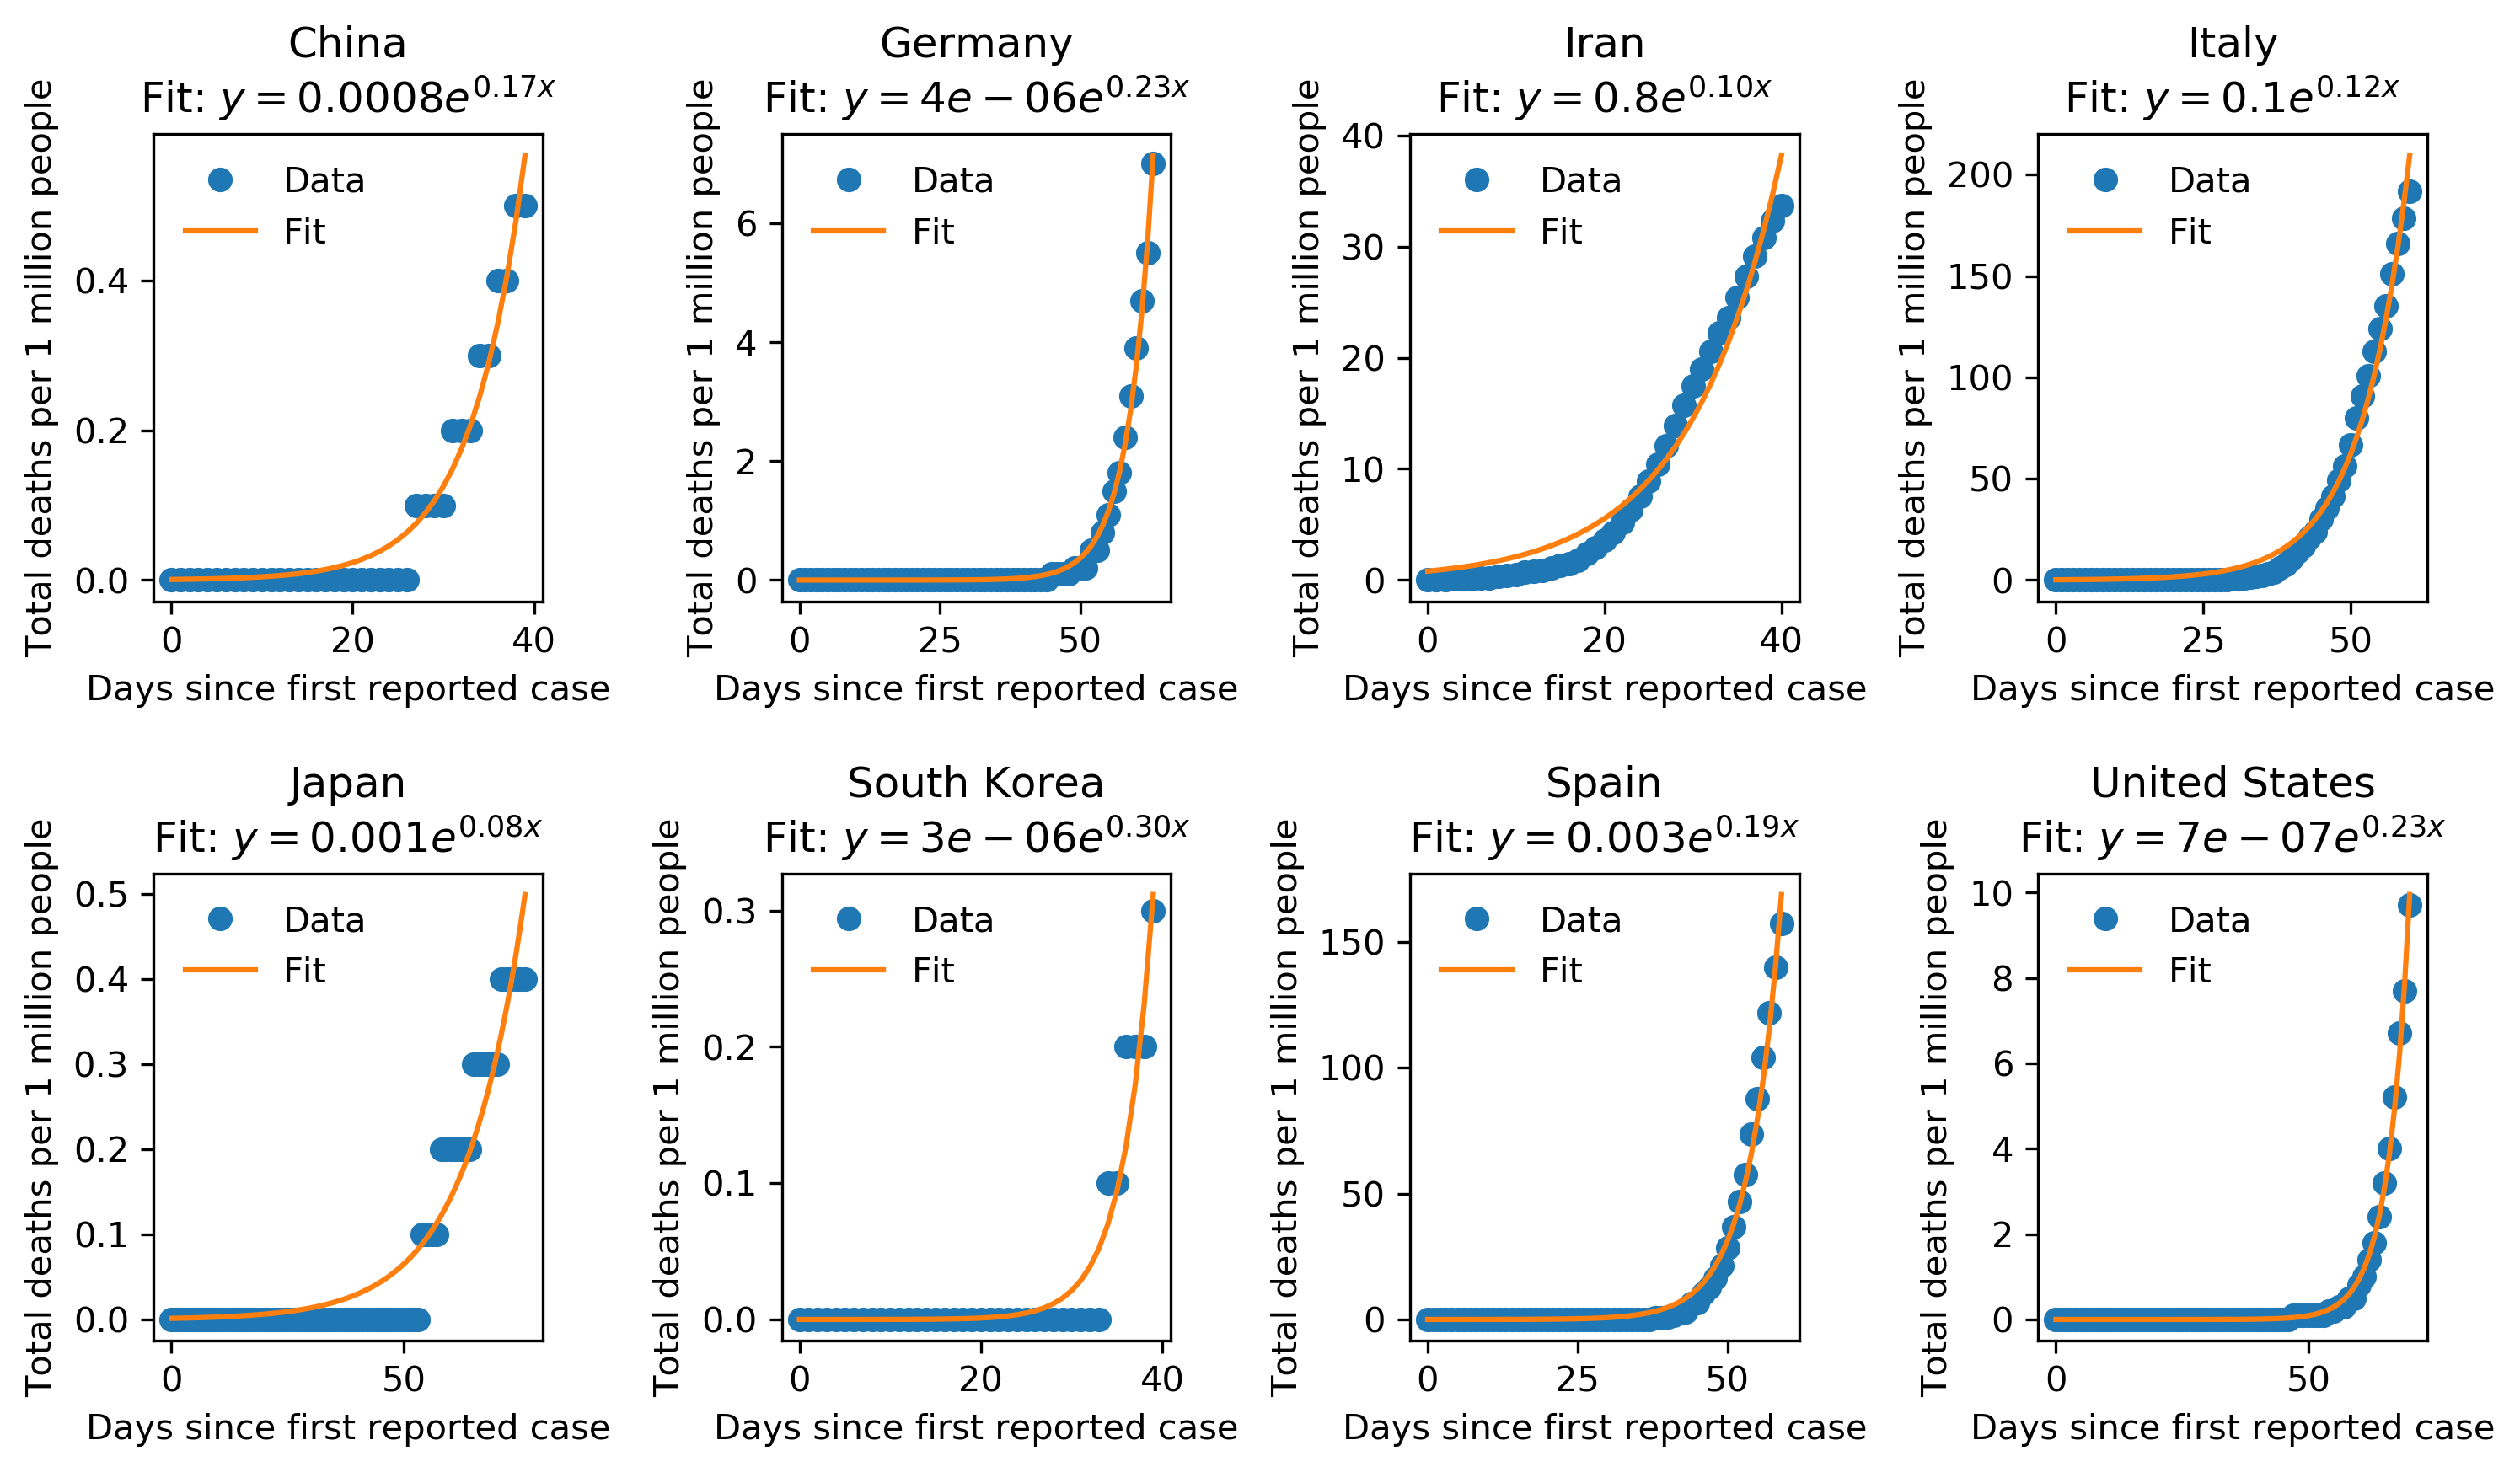 China
Fit: y = 0.0008e^{0.17x}
Total deaths per 1 million people
0.4
0.2
0.0
Data
Fit
0 20 40
Days since first reported case
Germany
Fit: y = 4e − 06e^{0.23x}
Total deaths per 1 million people
6
4
2
0
Data
Fit
0 25 50
Days since first reported case
Iran
Fit: y = 0.8e^{0.10x}
Total deaths per 1 million people
40
30
20
10
0
Data
Fit
0 20 40
Days since first reported case
Italy
Fit: y = 0.1e^{0.12x}
Total deaths per 1 million people
200
150
100
50
0
Data
Fit
0 25 50
Days since first reported case
Japan
Fit: y = 0.001e^{0.08x}
Total deaths per 1 million people
0.5
0.4
0.3
0.2
0.1
0.0
Data
Fit
0 50
Days since first reported case
South Korea
Fit: y = 3e − 06e^{0.30x}
Total deaths per 1 million people
0.3
0.2
0.1
0.0
Data
Fit
0 20 40
Days since first reported case
Spain
Fit: y = 0.003e^{0.19x}
Total deaths per 1 million people
150
100
50
0
Data
Fit
0 25 50
Days since first reported case
United States
Fit: y = 7e − 07e^{0.23x}
Total deaths per 1 million people
10
8
6
4
2
0
Data
Fit
0 50
Days since first reported case